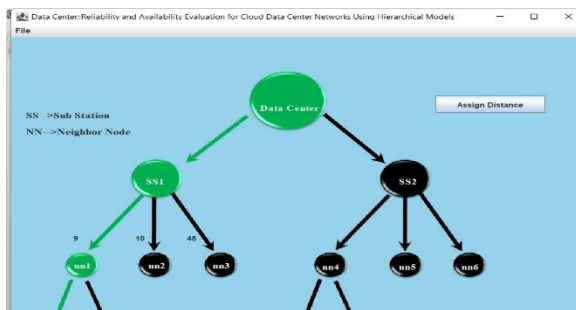 Data Center::Reliability and Availability Evaluation for Cloud Data Center Networks Using Hierarchical Models
File
Data Center
Assign Distance
SS -->Sub Station
NN-->Neighbor Node
SS1
SS2
9
10
48
nn1
nn2
nn3
nn4
nn5
nn6